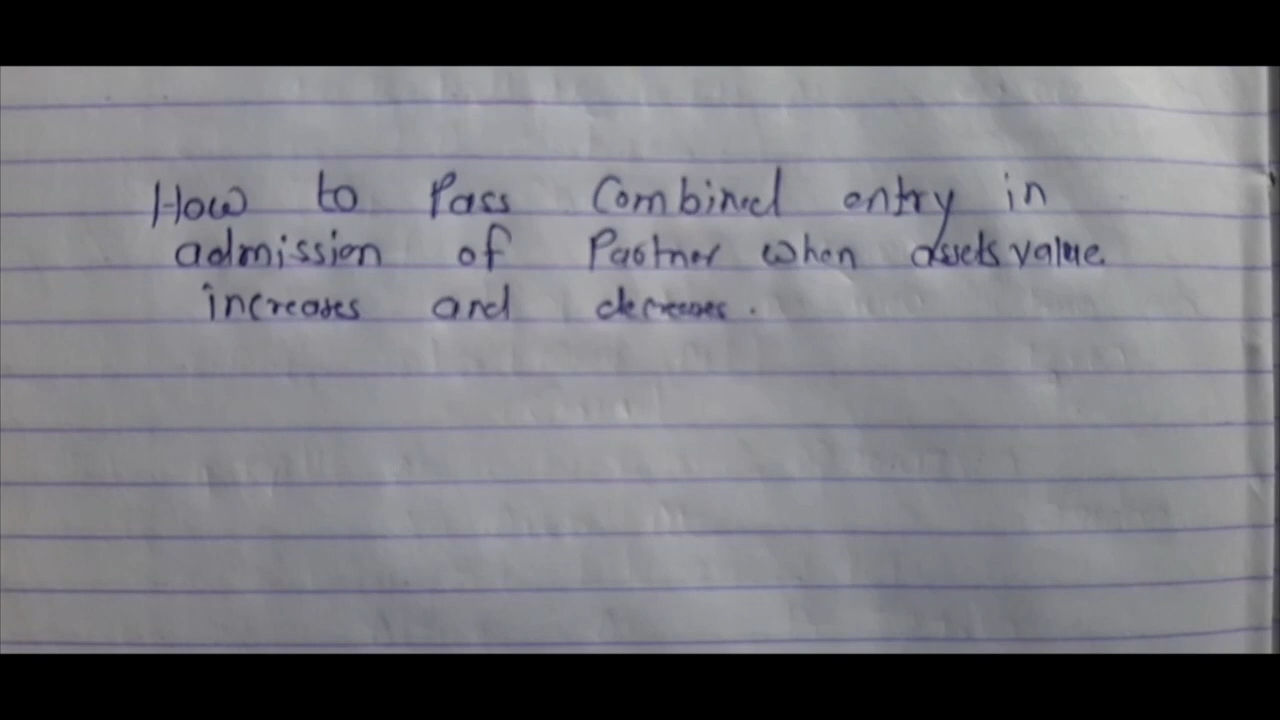 How to Pass Combined entry in
admission of Partner when assets value
increases and decreases.